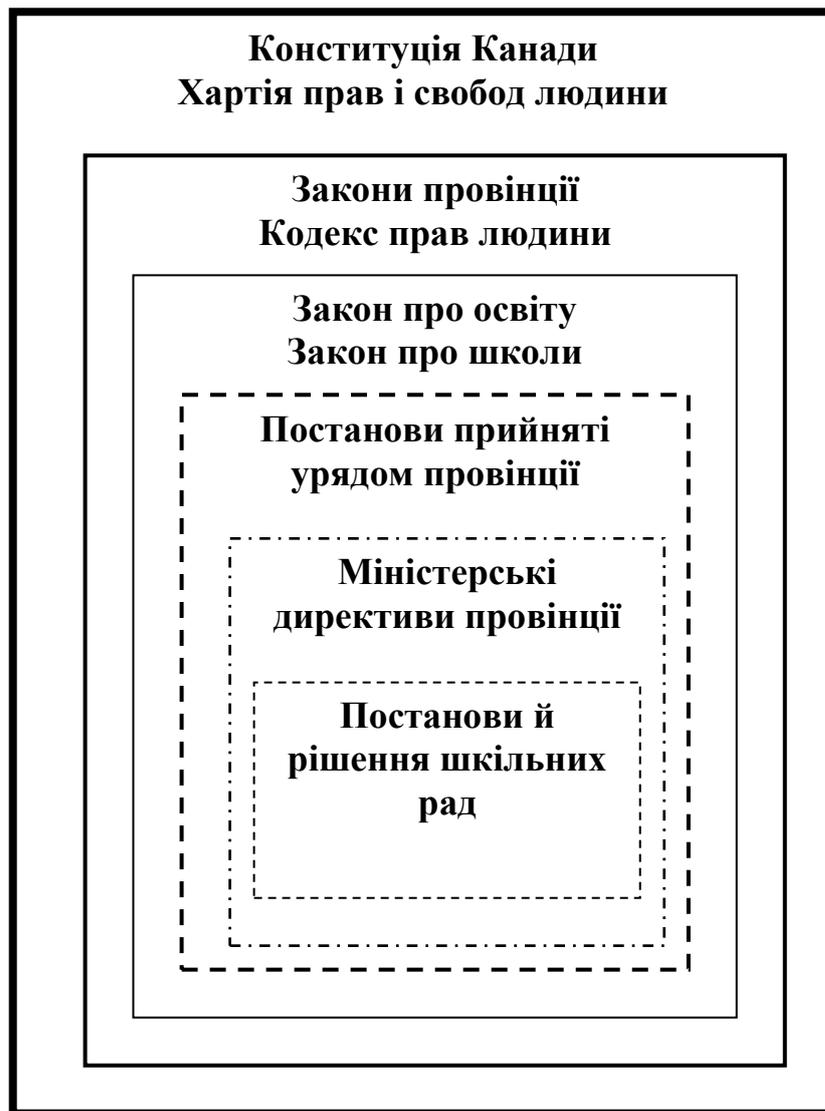 Конституція Канади
Хартія прав і свобод людини
Закони провінції
Кодекс прав людини
Закон про освіту
Закон про школи
Постанови прийняті
урядом провінції
Міністерські
директиви провінції
Постанови й
рішення шкільних
рад